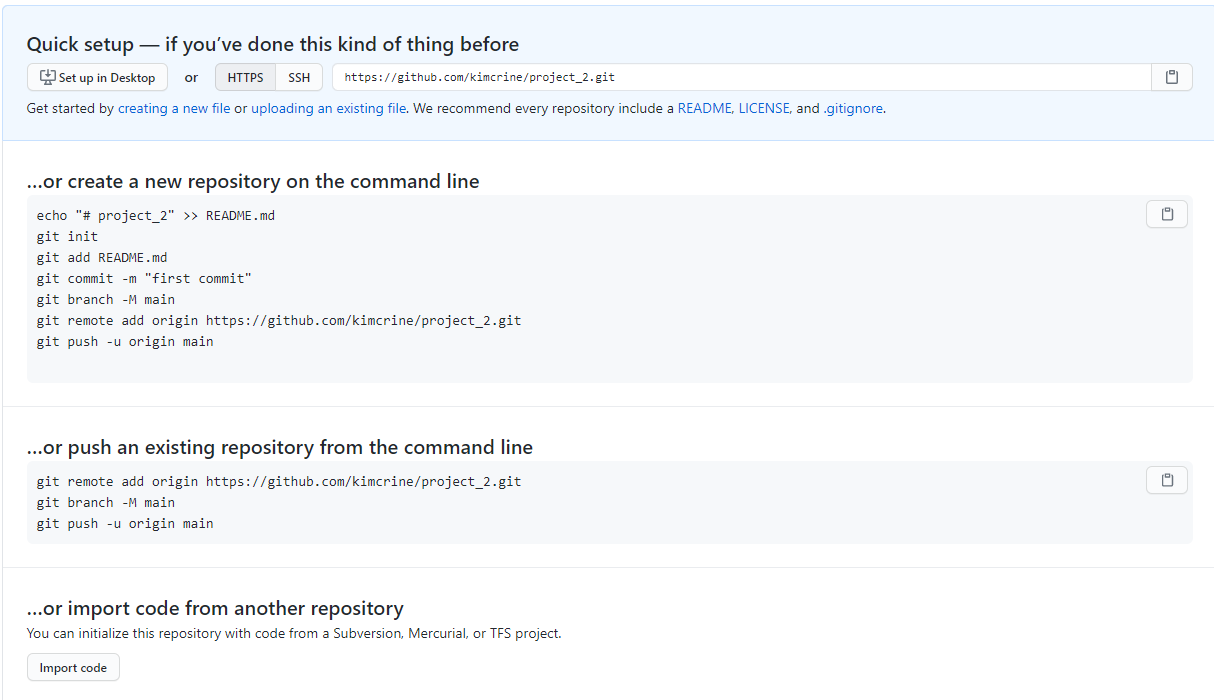 Quick setup — if you’ve done this kind of thing before
Set up in Desktop or HTTPS SSH https://github.com/kimcrine/project_2.git
Get started by creating a new file or uploading an existing file. We recommend every repository include a README, LICENSE, and .gitignore.
…or create a new repository on the command line
echo "# project_2" >> README.md
git init
git add README.md
git commit -m "first commit"
git branch -M main
git remote add origin https://github.com/kimcrine/project_2.git
git push -u origin main
…or push an existing repository from the command line
git remote add origin https://github.com/kimcrine/project_2.git
git branch -M main
git push -u origin main
…or import code from another repository
You can initialize this repository with code from a Subversion, Mercurial, or TFS project.
Import code